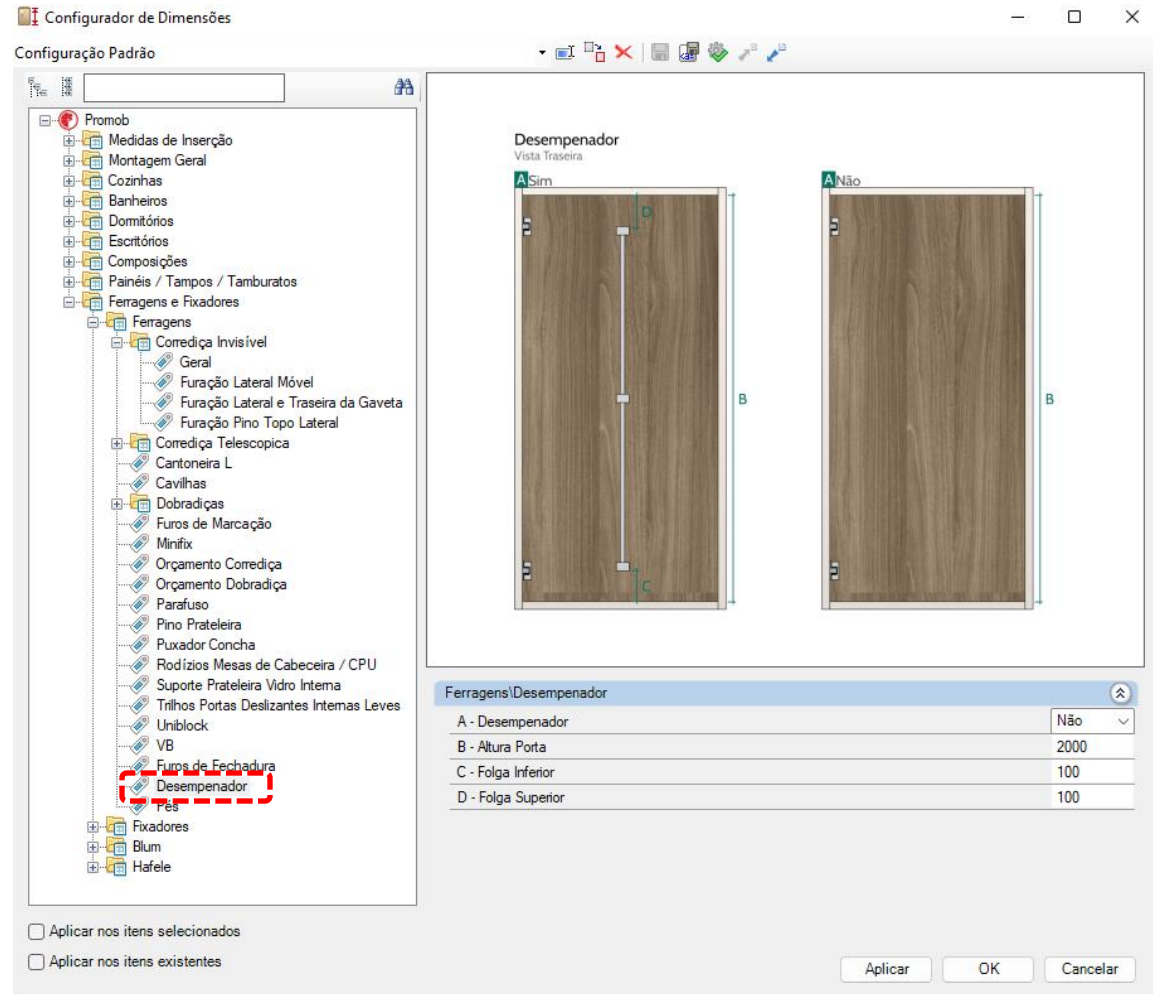 Configurador de Dimensões
Configuração Padrão
Promob
Medidas de Inserção
Montagem Geral
Cozinhas
Banheiros
Dormitórios
Escritórios
Composições
Painéis / Tampos / Tamburatos
Ferragens e Fixadores
Ferragens
Corrediça Invisível
Geral
Furação Lateral Móvel
Furação Lateral e Traseira da Gaveta
Furação Pino Topo Lateral
Corrediça Telescopica
Cantoneira L
Cavilhas
Dobradiças
Furos de Marcação
Minifix
Orçamento Corrediça
Orçamento Dobradiça
Parafuso
Pino Prateleira
Puxador Concha
Rodízios Mesas de Cabeceira / CPU
Suporte Prateleira Vidro Interna
Trilhos Portas Deslizantes Internas Leves
Uniblock
VB
Furos de Fechadura
Desempenador
Pés
Fixadores
Blum
Hafele
Desempenador
Vista Traseira
A Sim
D
B
C
A Não
B
Ferragens\Desempenador
A - Desempenador Não
B - Altura Porta 2000
C - Folga Inferior 100
D - Folga Superior 100
Aplicar nos itens selecionados
Aplicar nos itens existentes
Aplicar OK Cancelar